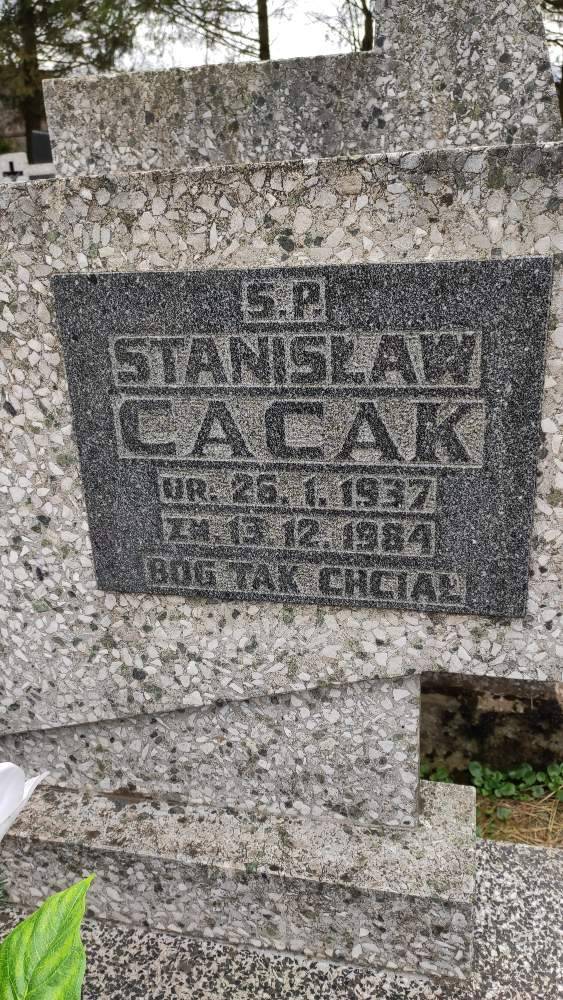 S.P.
STANISŁAW
CACAK
UR. 26. 1. 1937
ZM. 13. 12. 1984
BÓG TAK CHCIAŁ